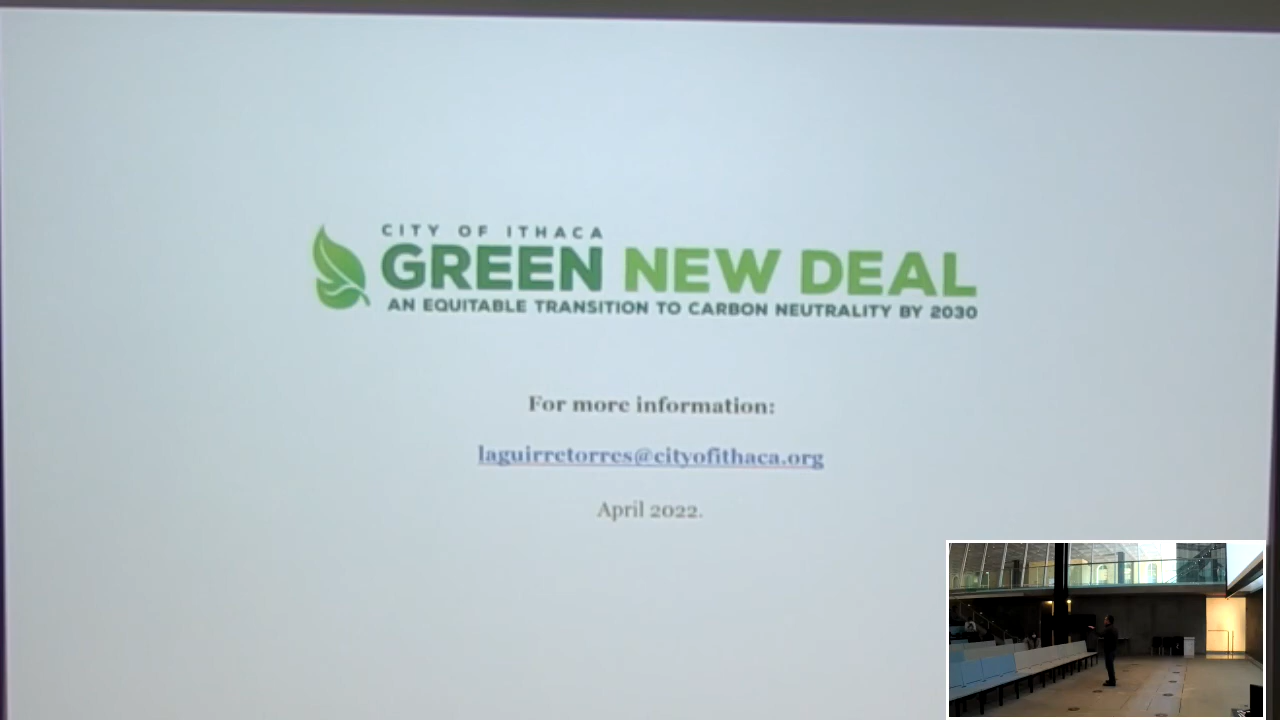 CITY OF ITHACA
GREEN NEW DEAL
AN EQUITABLE TRANSITION TO CARBON NEUTRALITY BY 2030
For more information:
laguirretorres@cityofithaca.org
April 2022.